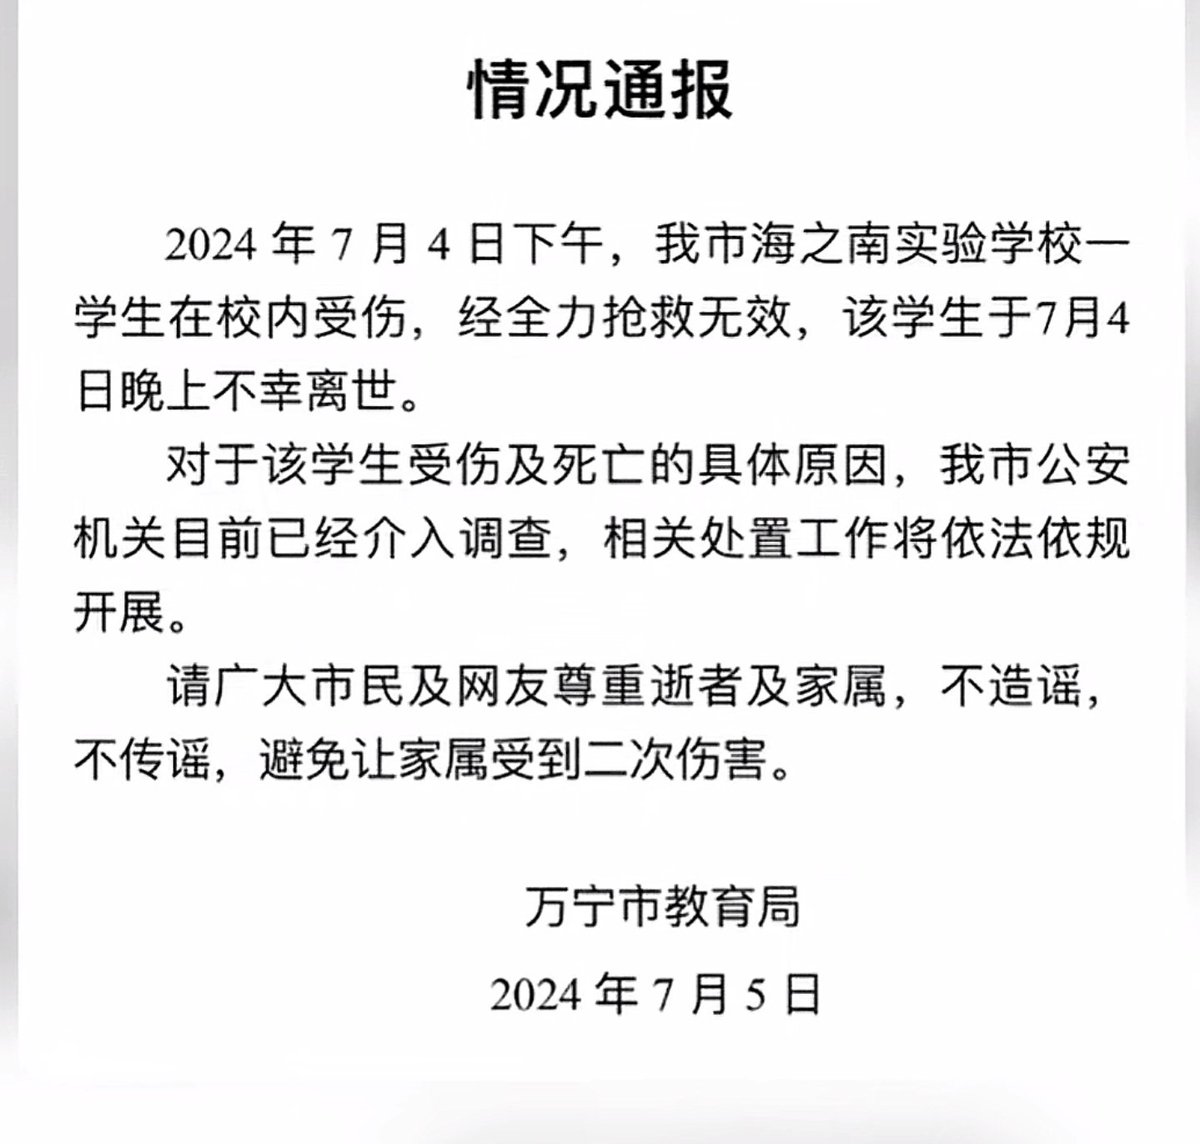 情况通报
2024 年 7 月 4 日下午，我市海之南实验学校一
学生在校内受伤，经全力抢救无效，该学生于7月4
日晚上不幸离世。
对于该学生受伤及死亡的具体原因，我市公安
机关目前已经介入调查，相关处置工作将依法依规
开展。
请广大市民及网友尊重逝者及家属，不造谣，
不传谣，避免让家属受到二次伤害。
万宁市教育局
2024 年 7 月 5 日